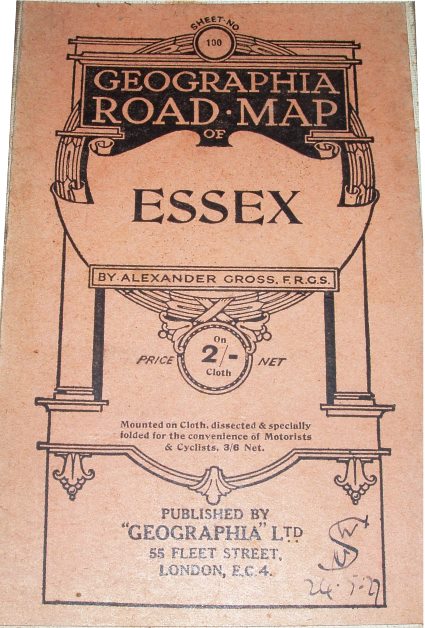 SHEET·NO
100
GEOGRAPHIA
ROAD·MAP
OF
ESSEX
BY·ALEXANDER GROSS, F.R.G.S.
PRICE
On
2/-
Cloth
NET
Mounted on Cloth, dissected & specially
folded for the convenience of Motorists
& Cyclists, 3/6 Net.
PUBLISHED BY
"GEOGRAPHIA" LTD
55 FLEET STREET,
LONDON, E.C.4.